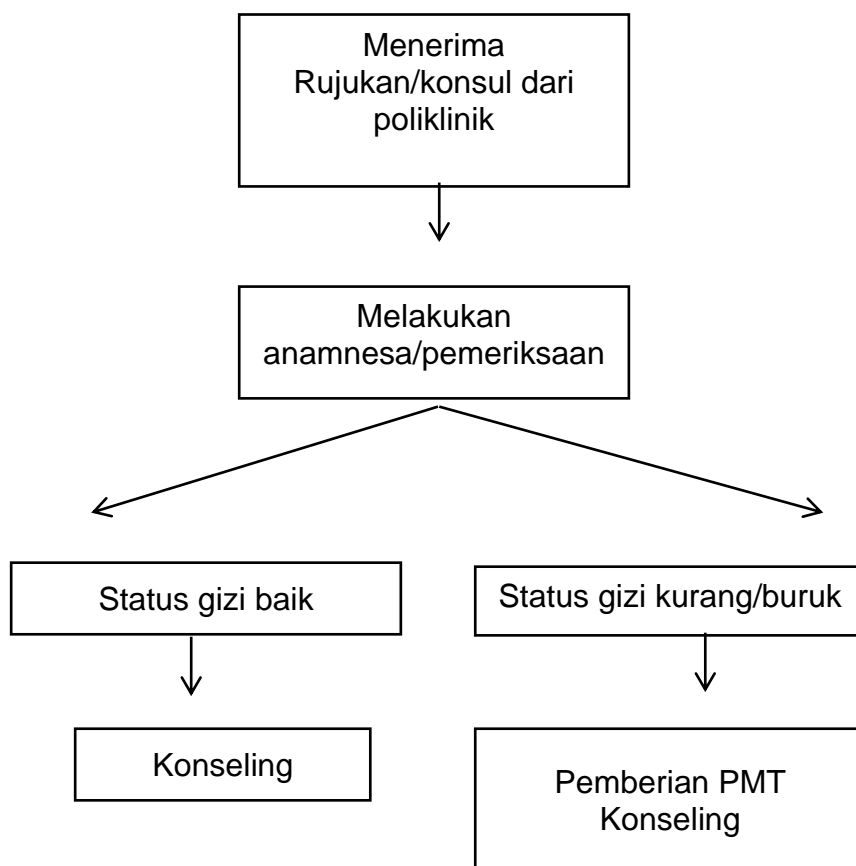 Menerima
Rujukan/konsul dari
poliklinik
Melakukan
anamnesa/pemeriksaan
Status gizi baik
Status gizi kurang/buruk
Konseling
Pemberian PMT
Konseling